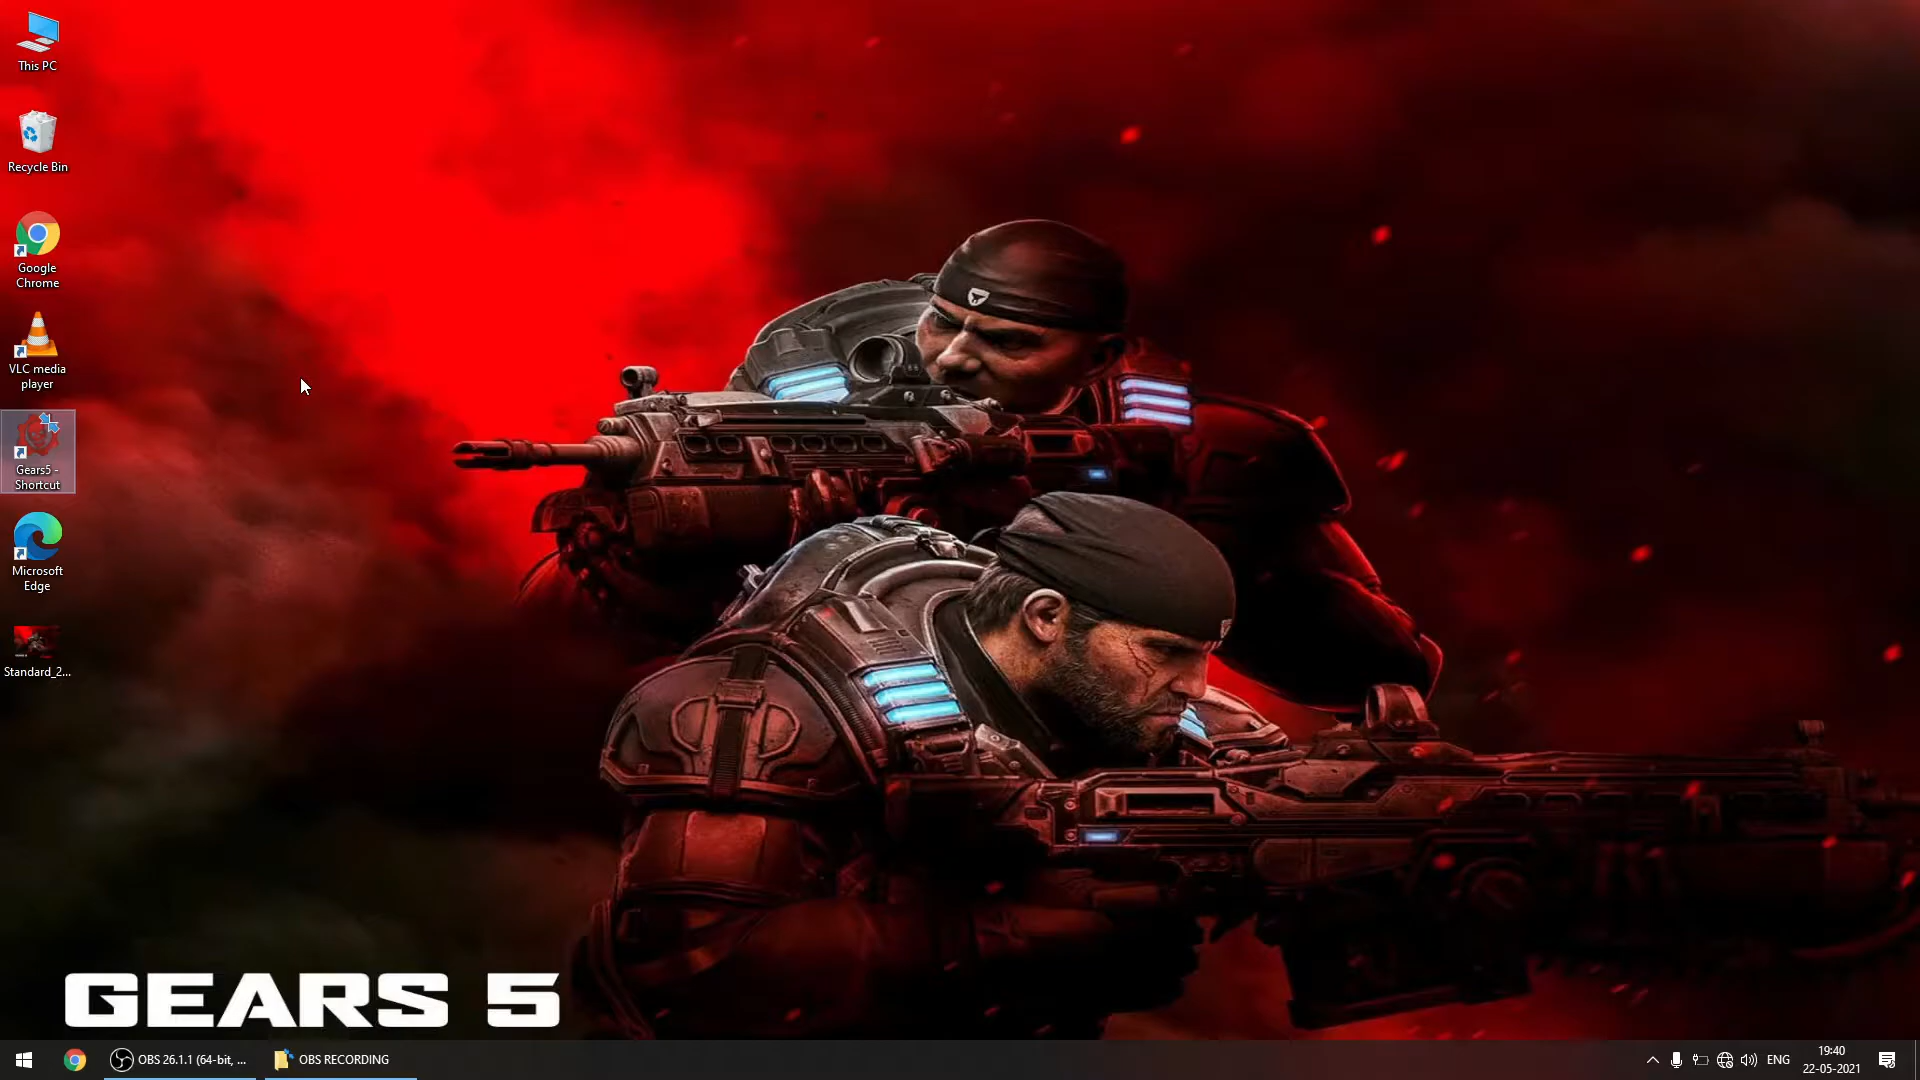 This PC
Recycle Bin
Google
Chrome
VLC media
player
Gears5 -
Shortcut
Microsoft
Edge
Standard_2...
GEARS 5
OBS 26.1.1 (64-bit, ...
OBS RECORDING
ENG
19:40
22-05-2021